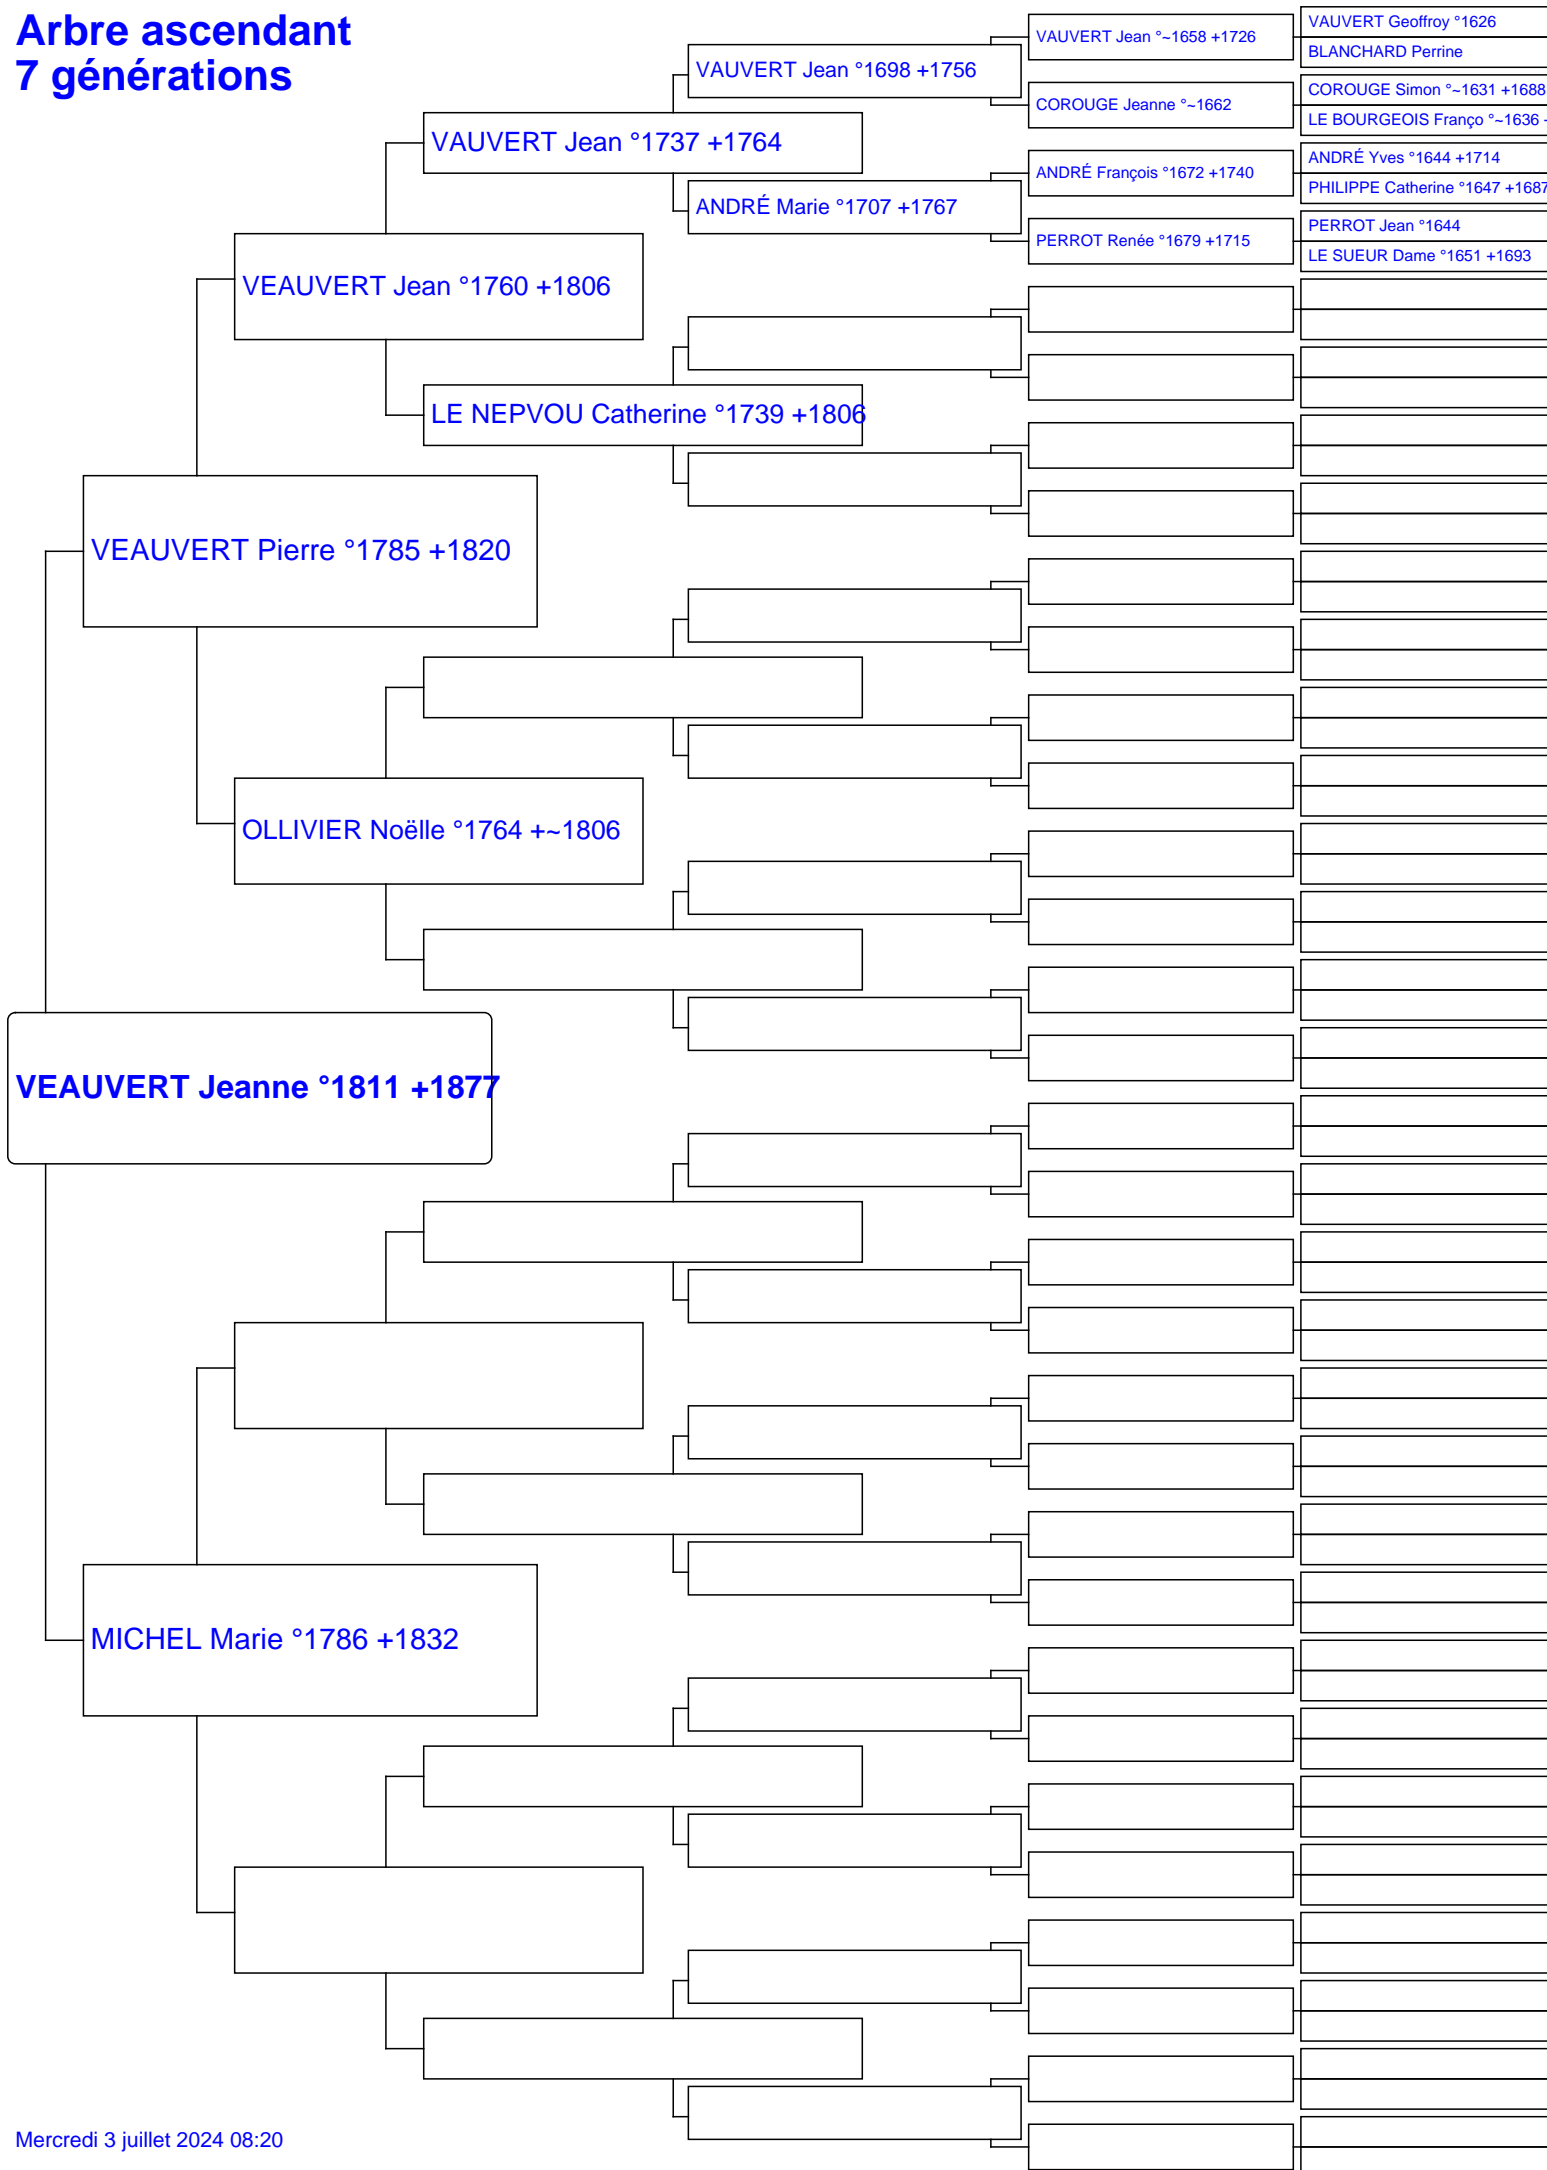 Arbre ascendant
7 générations
VAUVERT Geoffroy °1626
VAUVERT Jean °~1658 +1726
BLANCHARD Perrine
VAUVERT Jean °1698 +1756
COROUGE Simon °~1631 +1688
COROUGE Jeanne °~1662
LE BOURGEOIS Franço °~1636
VAUVERT Jean °1737 +1764
ANDRÉ Yves °1644 +1714
ANDRÉ François °1672 +1740
PHILIPPE Catherine °1647 +1687
ANDRÉ Marie °1707 +1767
PERROT Jean °1644
PERROT Renée °1679 +1715
LE SUEUR Dame °1651 +1693
VEAUVERT Jean °1760 +1806
LE NEPVOU Catherine °1739 +1806
VEAUVERT Pierre °1785 +1820
OLLIVIER Noëlle °1764 +~1806
VEAUVERT Jeanne °1811 +1877
MICHEL Marie °1786 +1832
Mercredi 3 juillet 2024 08:20